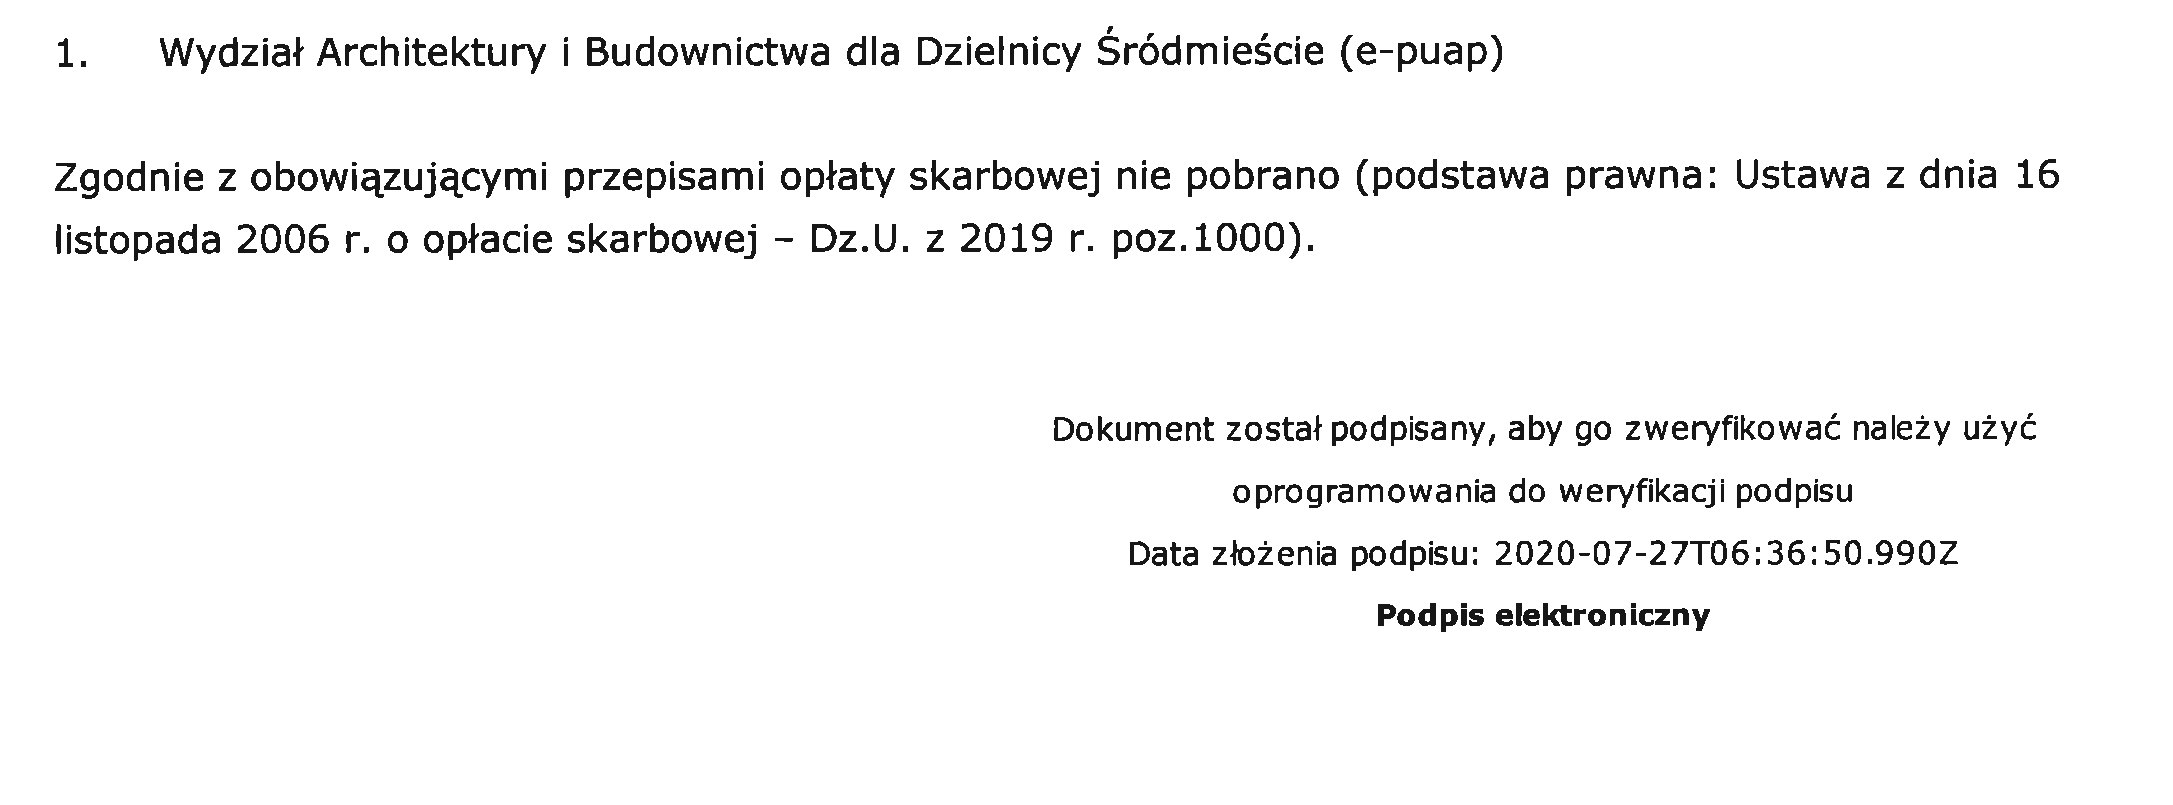 1. Wydział Architektury i Budownictwa dla Dzielnicy Śródmieście (e-puap)
Zgodnie z obowiązującymi przepisami opłaty skarbowej nie pobrano (podstawa prawna: Ustawa z dnia 16
listopada 2006 r. o opłacie skarbowej – Dz.U. z 2019 r. poz.1000).
Dokument został podpisany, aby go zweryfikować należy użyć
oprogramowania do weryfikacji podpisu
Data złożenia podpisu: 2020-07-27T06:36:50.990Z
Podpis elektroniczny